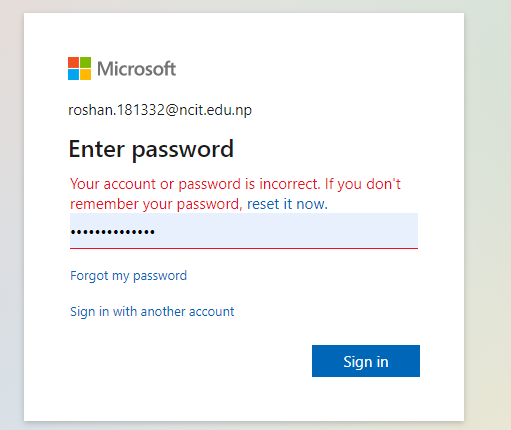 Microsoft
roshan.181332@ncit.edu.np
Enter password
Your account or password is incorrect. If you don't
remember your password, reset it now.
••••••••••••••
Forgot my password
Sign in with another account
Sign in